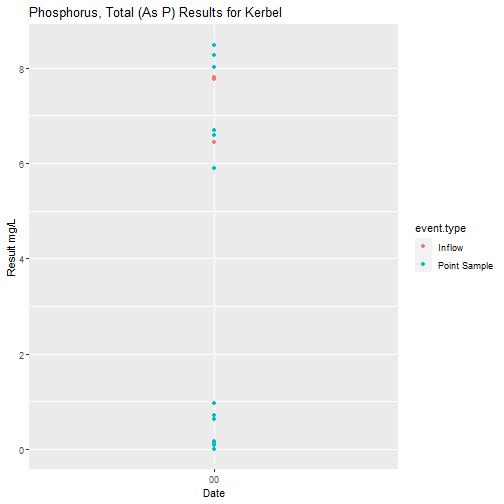 Phosphorus, Total (As P) Results for Kerbel
8
6
4
2
0
Result mg/L
00
Date
event.type
Inflow
Point Sample